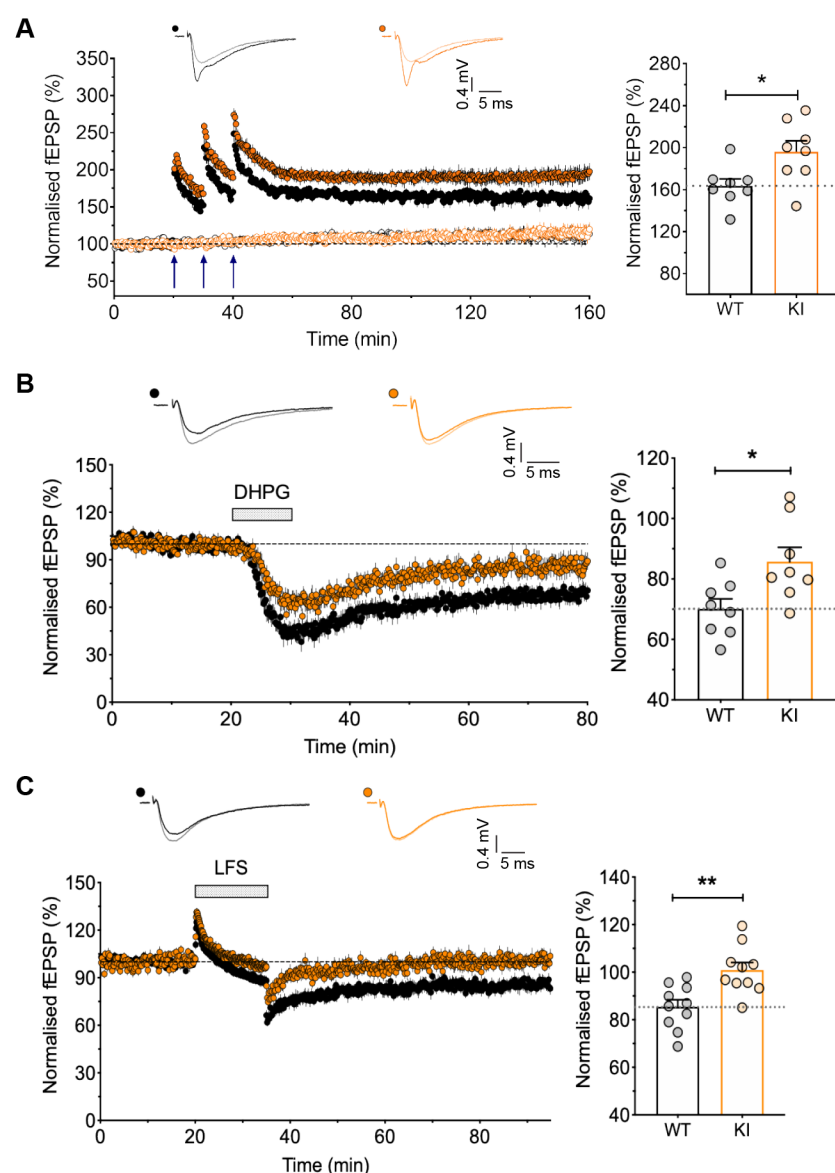 A
0.4 mV
5 ms
Normalised fEPSP (%)
350
300
250
200
150
100
50
0
40
80
120
160
Time (min)
Normalised fEPSP (%)
280
240
200
160
120
80
*
WT
KI
B
0.4 mV
5 ms
Normalised fEPSP (%)
150
120
90
60
30
0
DHPG
0
20
40
60
80
Time (min)
Normalised fEPSP (%)
120
100
80
60
40
*
WT
KI
C
0.4 mV
5 ms
Normalised fEPSP (%)
150
120
90
60
30
0
LFS
0
20
40
60
80
Time (min)
Normalised fEPSP (%)
140
120
100
80
60
40
**
WT
KI